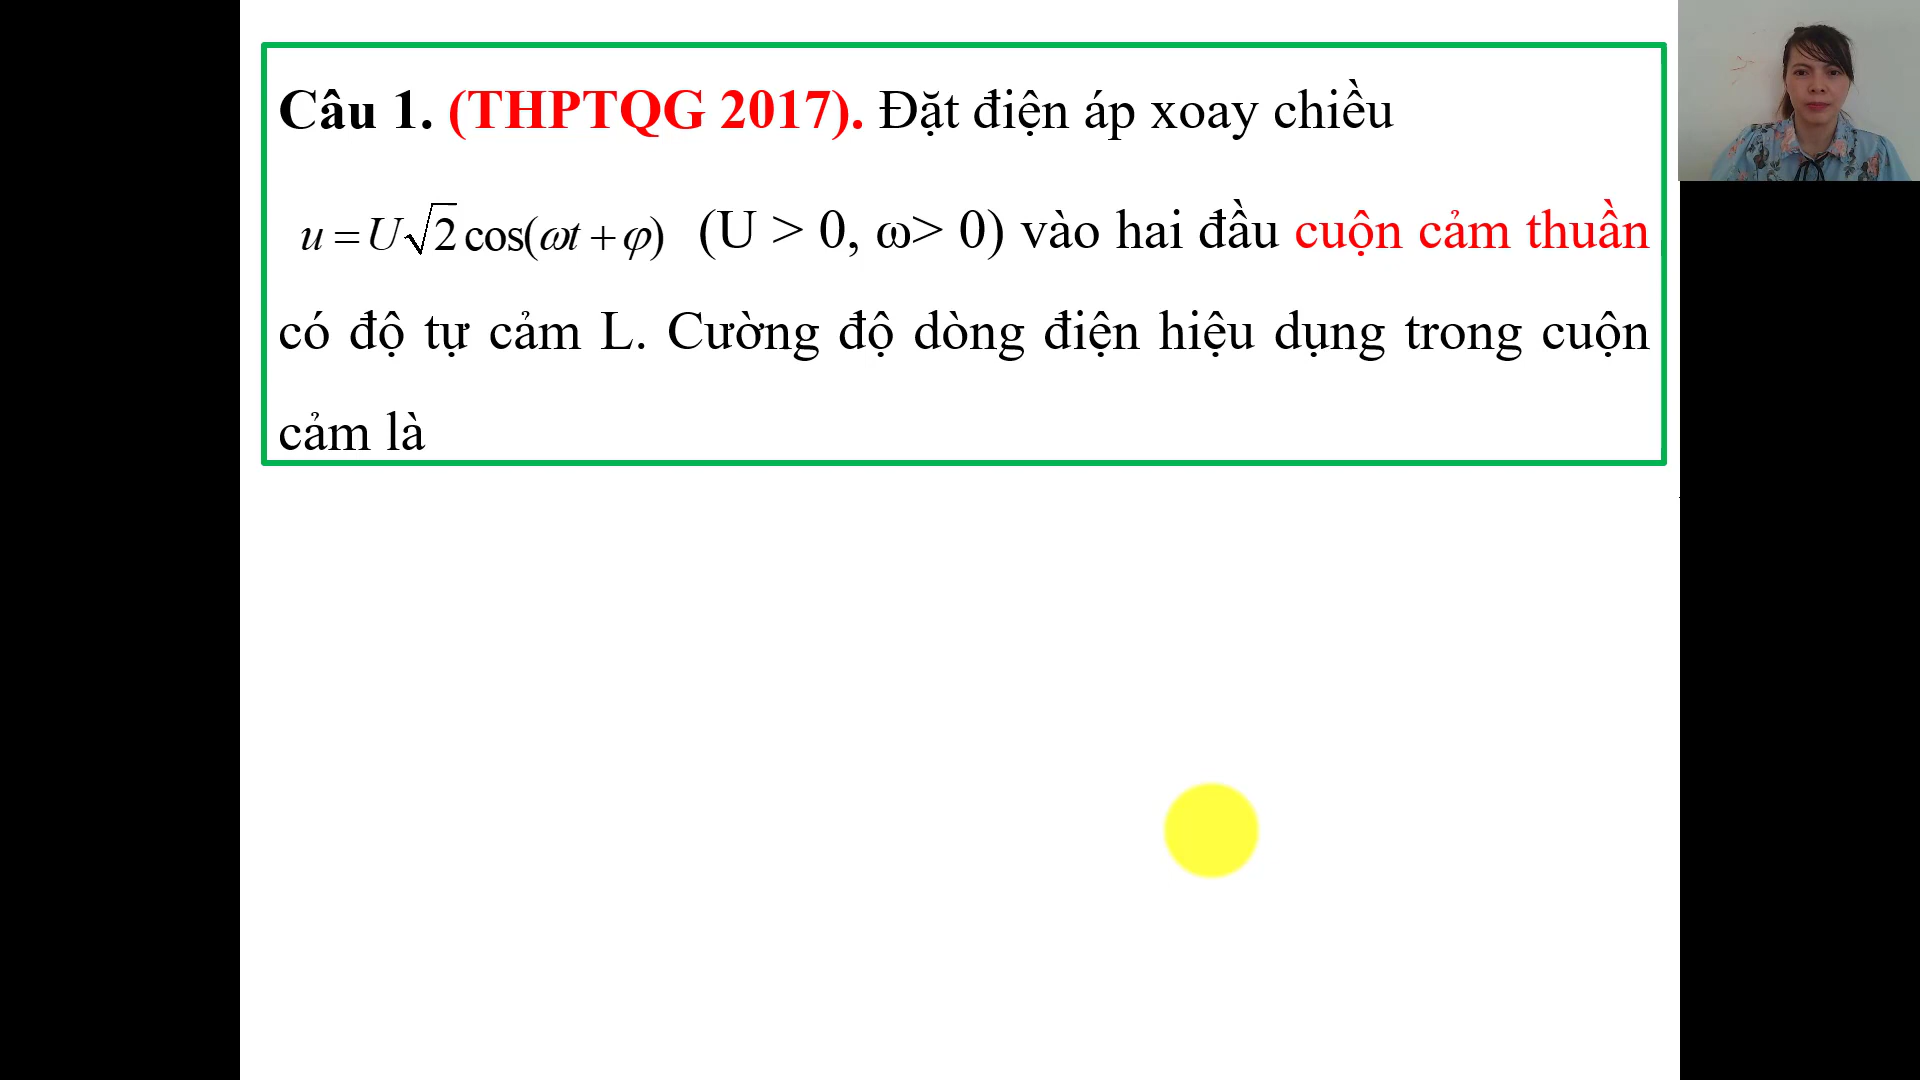 Câu 1. (THPTQG 2017). Đặt điện áp xoay chiều
u = U√2 cos(ωt + φ) (U > 0, ω> 0) vào hai đầu cuộn cảm thuần
có độ tự cảm L. Cường độ dòng điện hiệu dụng trong cuộn
cảm là